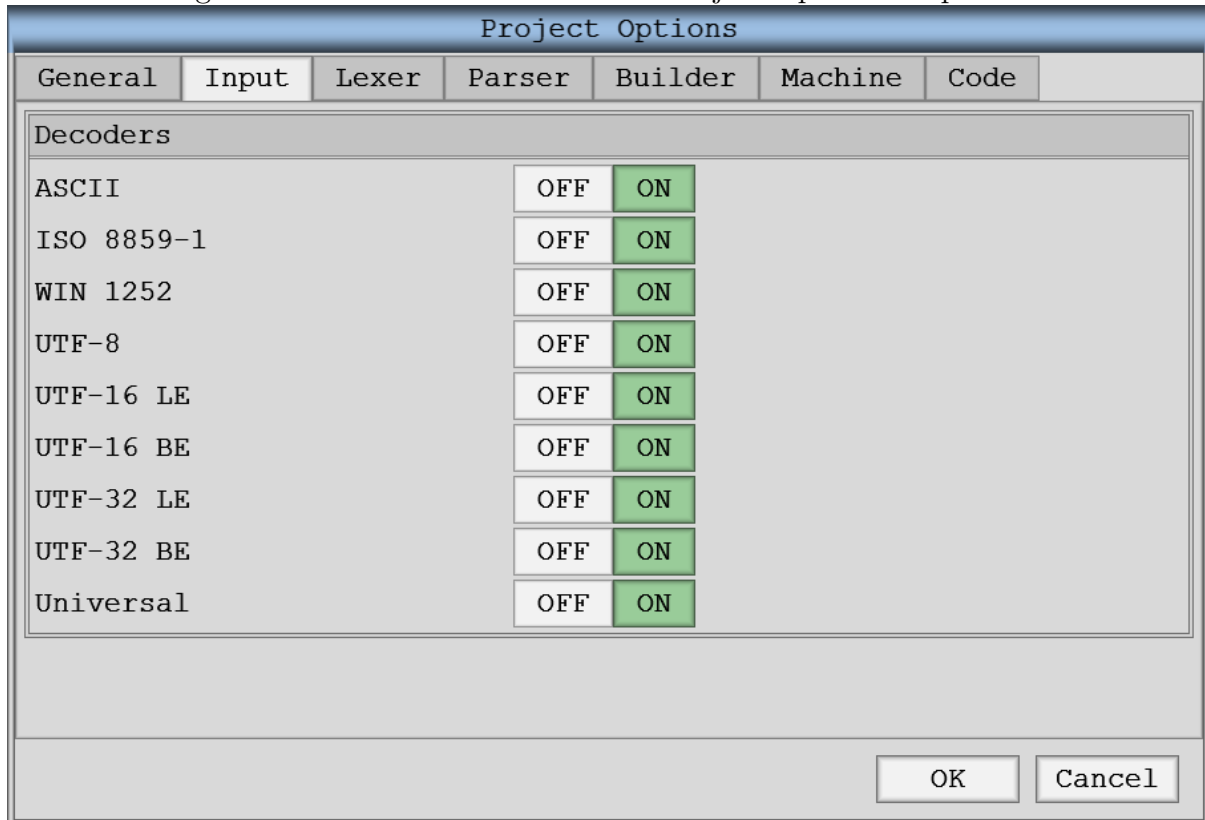 Project Options
General Input Lexer Parser Builder Machine Code
Decoders
ASCII OFF ON
ISO 8859-1 OFF ON
WIN 1252 OFF ON
UTF-8 OFF ON
UTF-16 LE OFF ON
UTF-16 BE OFF ON
UTF-32 LE OFF ON
UTF-32 BE OFF ON
Universal OFF ON
OK Cancel